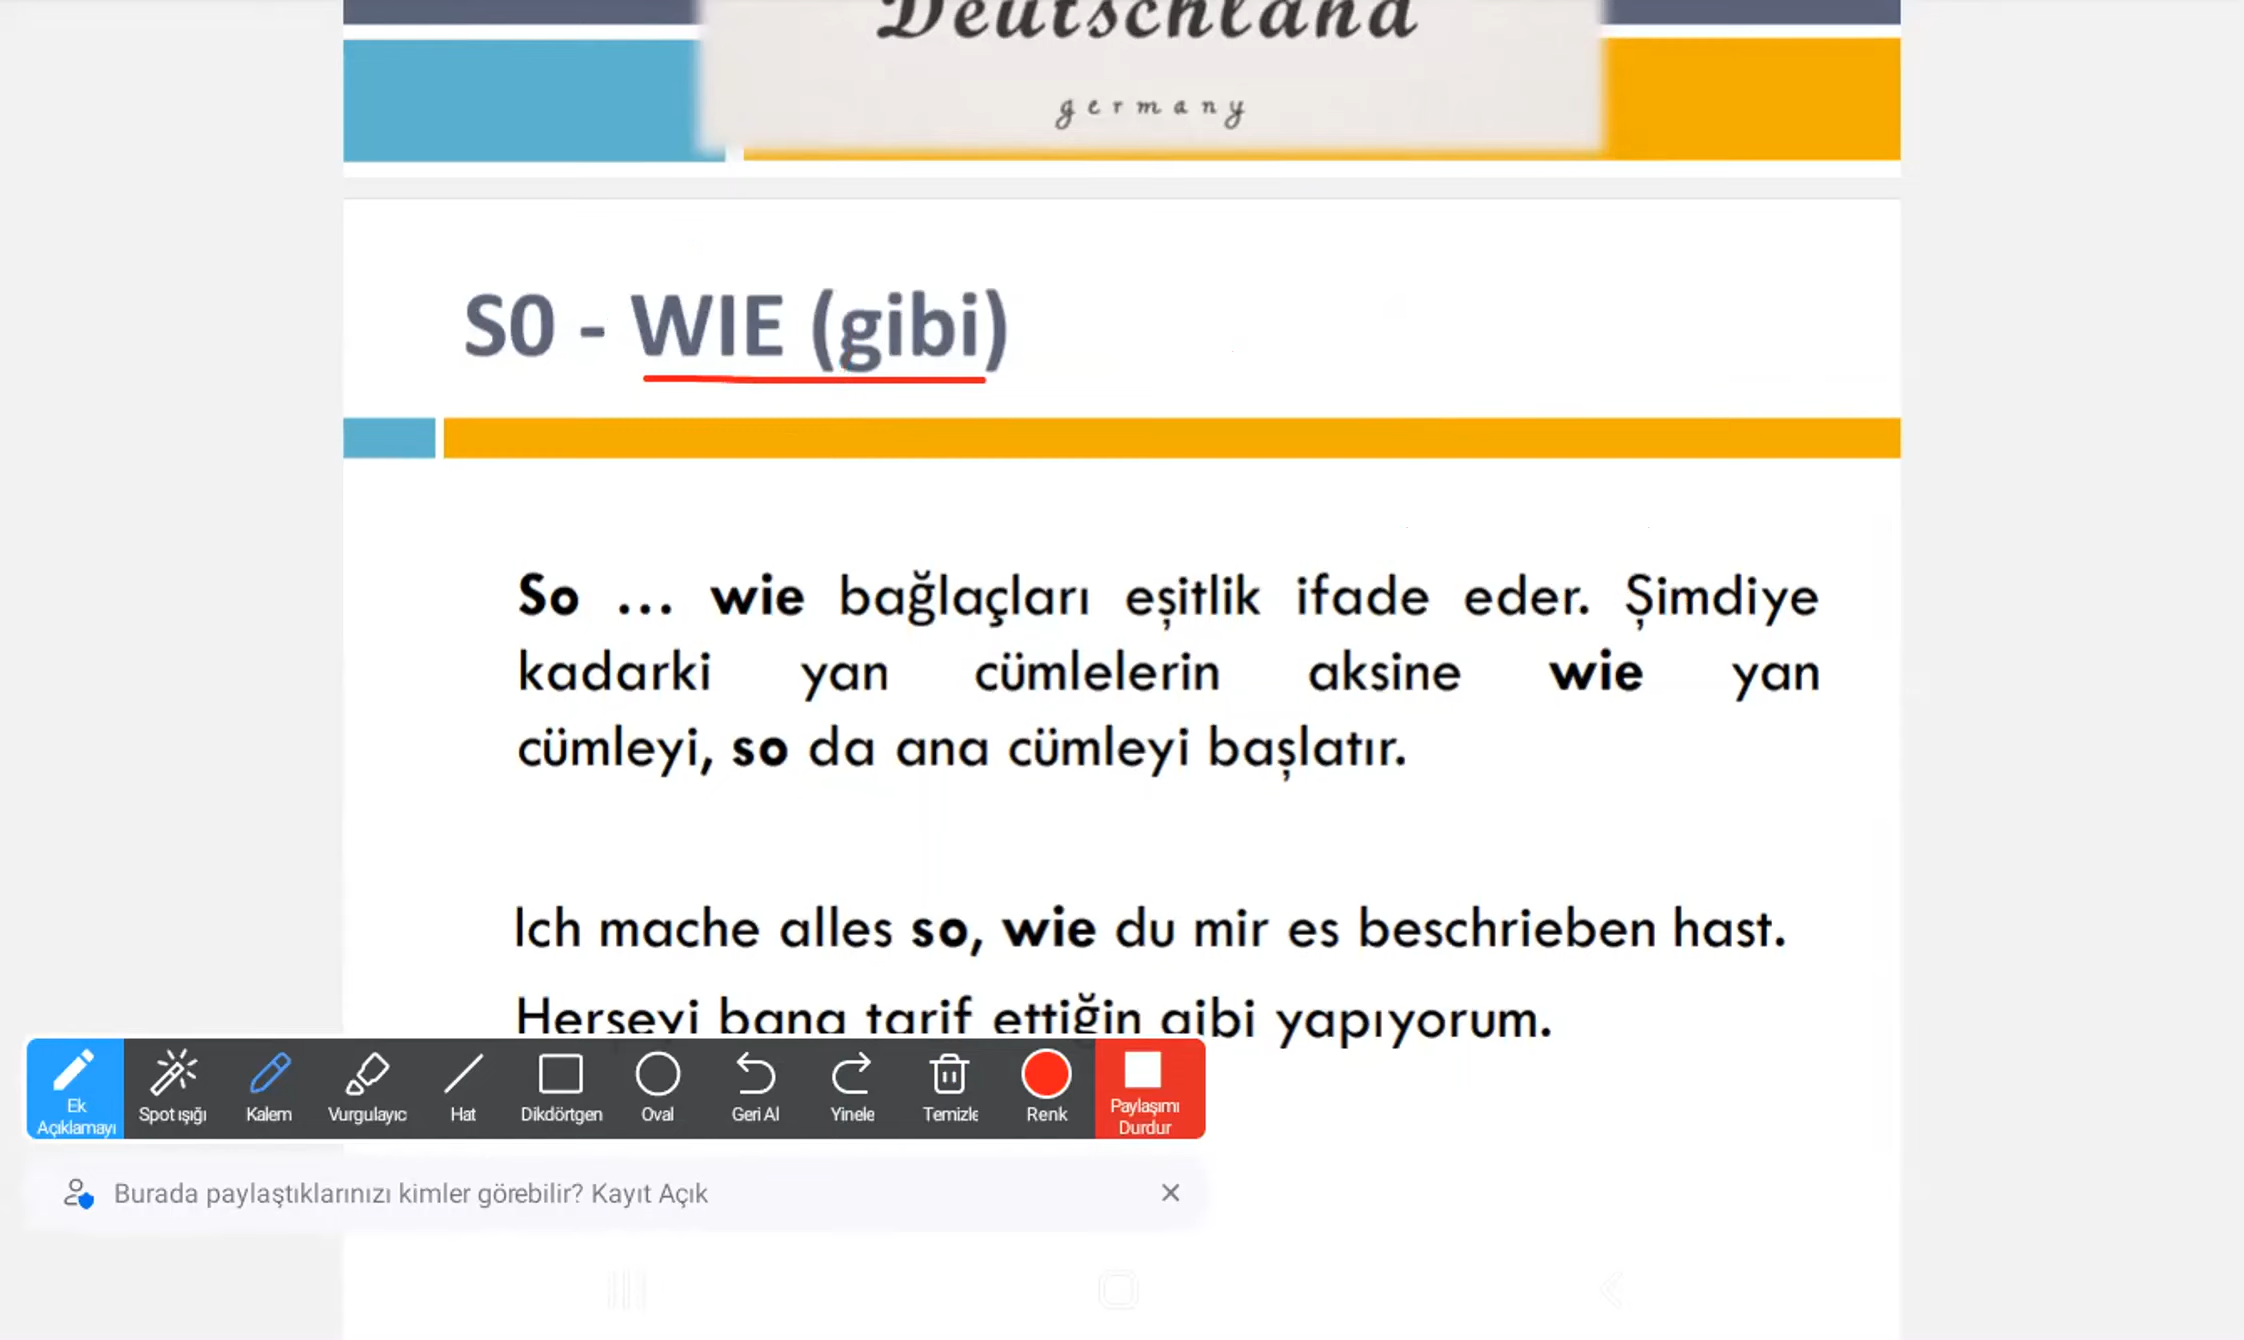 Deutschland
germany
S0 - WIE (gibi)
So ... wie bağlaçları eşitlik ifade eder. Şimdiye
kadarki yan cümlelerin aksine wie yan
cümleyi, so da ana cümleyi başlatır.
Ich mache alles so, wie du mir es beschrieben hast.
Herşeyi bana tarif ettiğin gibi yapıyorum.
Ek Açıklamayı
Spot ışığı
Kalem
Vurgulayıc
Hat
Dikdörtgen
Oval
Geri Al
Yinele
Temizle
Renk
Paylaşımı Durdur
Burada paylaştıklarınızı kimler görebilir? Kayıt Açık